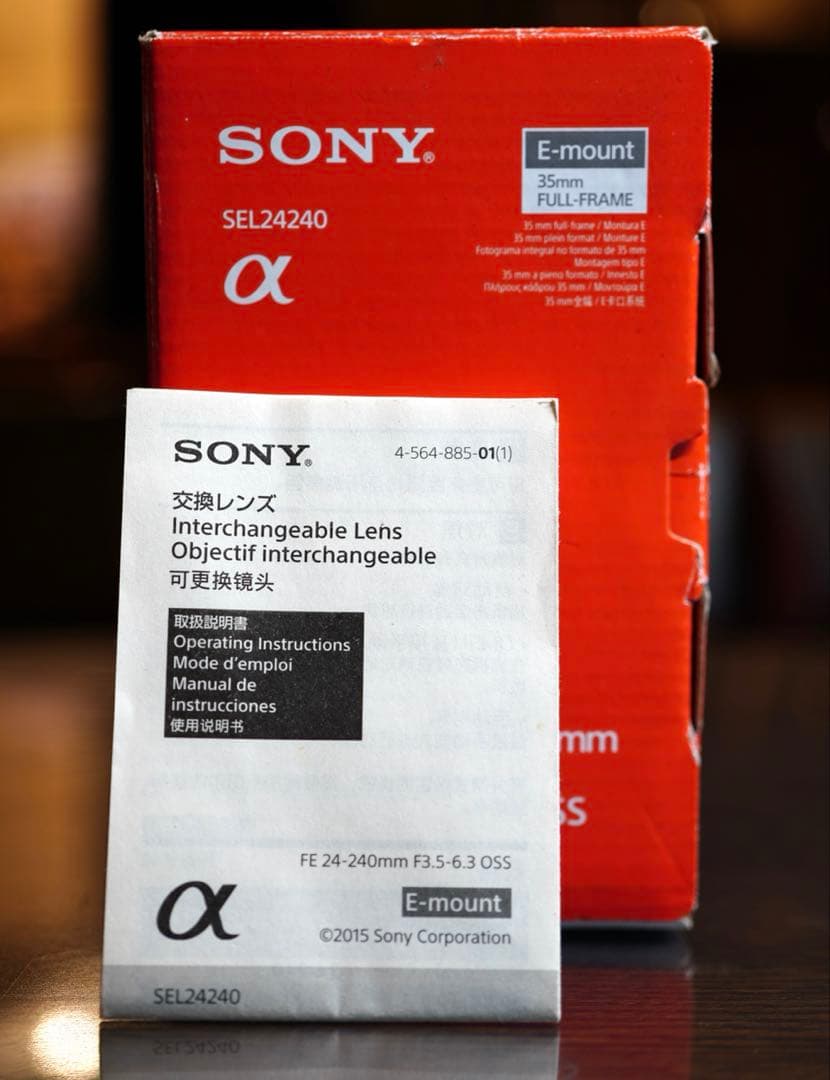 SONY®
E-mount
35mm
FULL-FRAME
SEL24240
35 mm full-frame / Montura E
35 mm plein format / Monture E
Fotograma integral no formato de 35 mm
Montagem tipo E
35 mm a pieno formato / Innesto E
Πλήρους κάδρου 35 mm / Μοντούρα E
35 mm全幅 / E卡口系统
α
SONY®
4-564-885-01(1)
交換レンズ
Interchangeable Lens
Objectif interchangeable
可更换镜头
取扱説明書
Operating Instructions
Mode d'emploi
Manual de
instrucciones
使用说明书
mm
SS
FE 24-240mm F3.5-6.3 OSS
α
E-mount
©2015 Sony Corporation
SEL24240